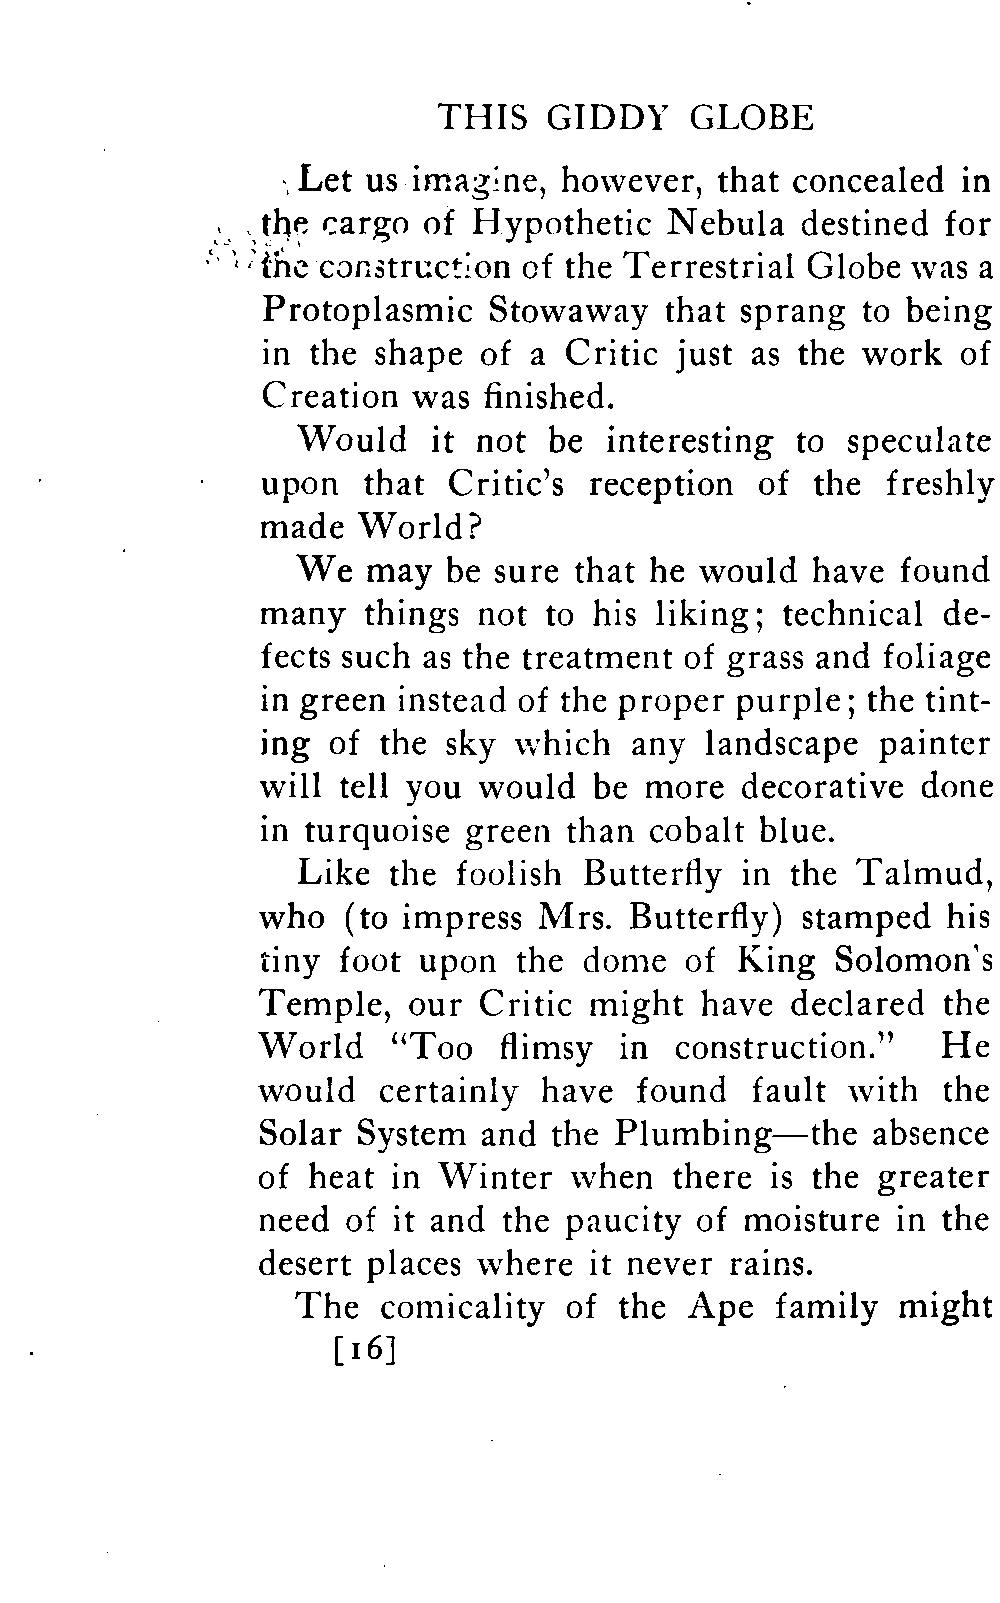 THIS GIDDY GLOBE
Let us imagine, however, that concealed in
the cargo of Hypothetic Nebula destined for
the construction of the Terrestrial Globe was a
Protoplasmic Stowaway that sprang to being
in the shape of a Critic just as the work of
Creation was finished.
Would it not be interesting to speculate
upon that Critic's reception of the freshly
made World?
We may be sure that he would have found
many things not to his liking; technical de-
fects such as the treatment of grass and foliage
in green instead of the proper purple; the tint-
ing of the sky which any landscape painter
will tell you would be more decorative done
in turquoise green than cobalt blue.
Like the foolish Butterfly in the Talmud,
who (to impress Mrs. Butterfly) stamped his
tiny foot upon the dome of King Solomon's
Temple, our Critic might have declared the
World "Too flimsy in construction." He
would certainly have found fault with the
Solar System and the Plumbing—the absence
of heat in Winter when there is the greater
need of it and the paucity of moisture in the
desert places where it never rains.
The comicality of the Ape family might
[16]